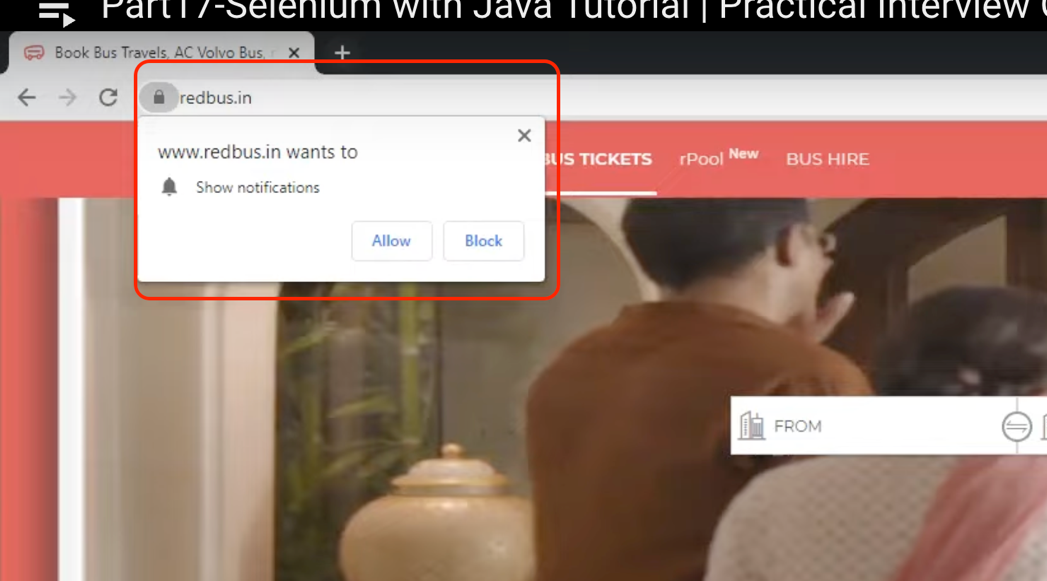 Part17-Selenium with Java Tutorial | Practical Interview
Book Bus Travels, AC Volvo Bus,
redbus.in
www.redbus.in wants to
Show notifications
Allow Block
BUS TICKETS rPool New BUS HIRE
FROM